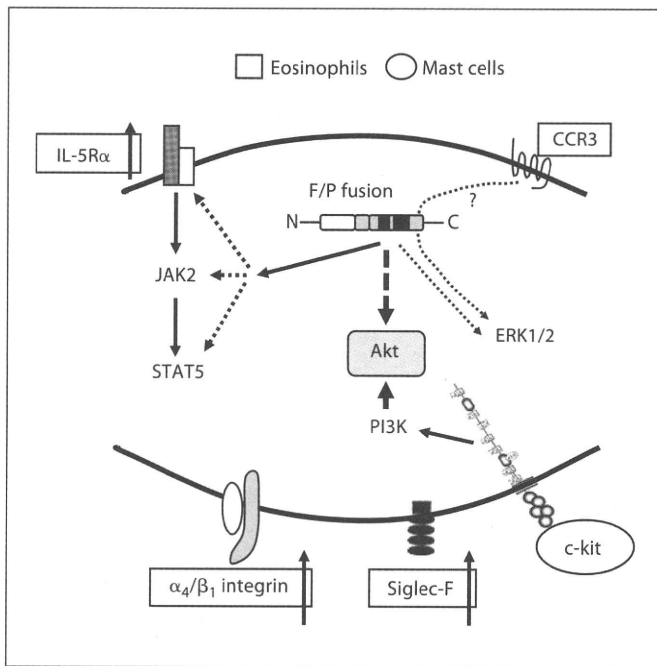 Eosinophils Mast cells
IL-5Rα
CCR3
F/P fusion
?
N C
JAK2
ERK1/2
Akt
STAT5
PI3K
c-kit
α4/β1 integrin
Siglec-F